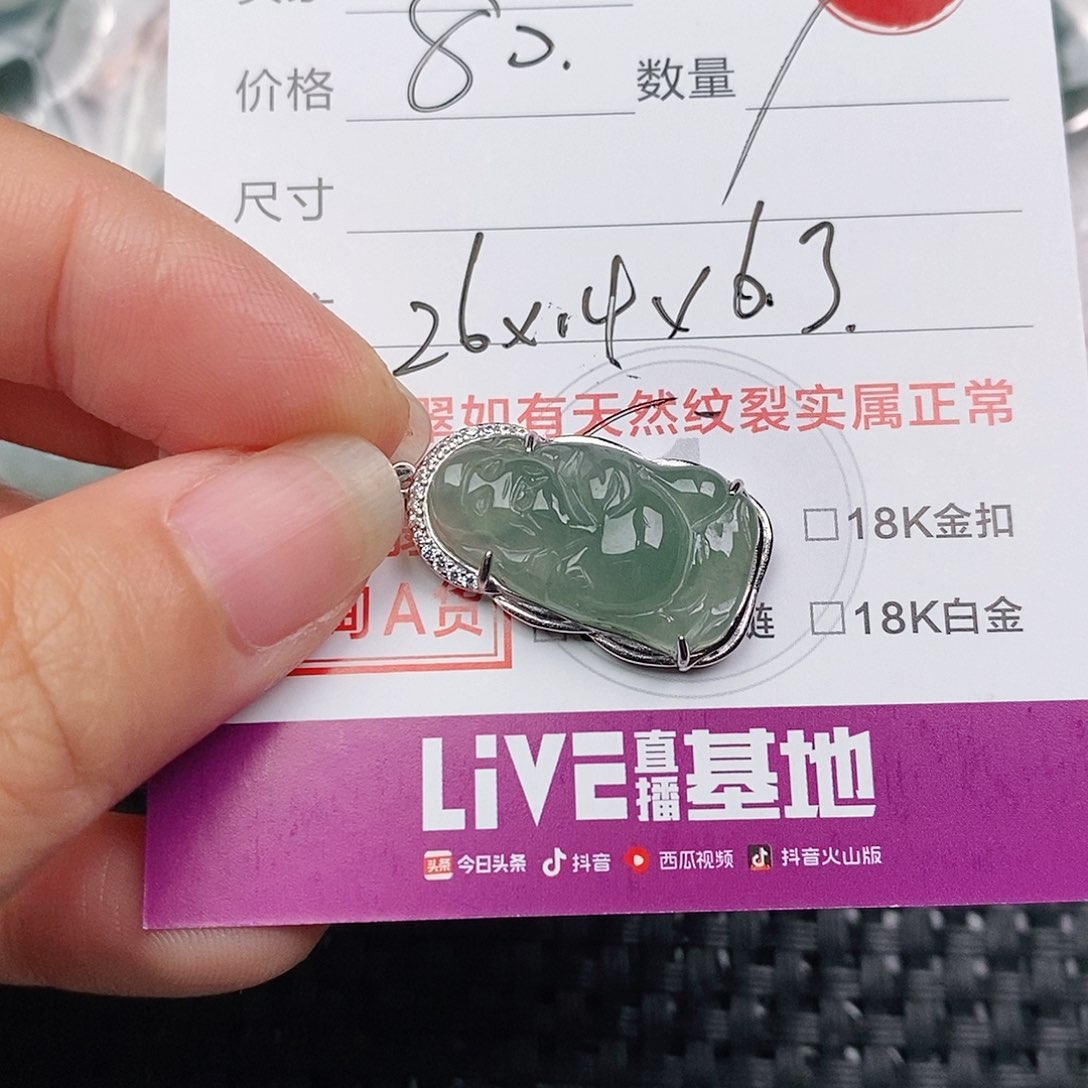 价格 80. 数量
尺寸
26x14x6.3.
翠如有天然纹裂实属正常
18K金扣
A货 链 18K白金
LiVE直播基地
头条 今日头条 抖音 西瓜视频 抖音火山版